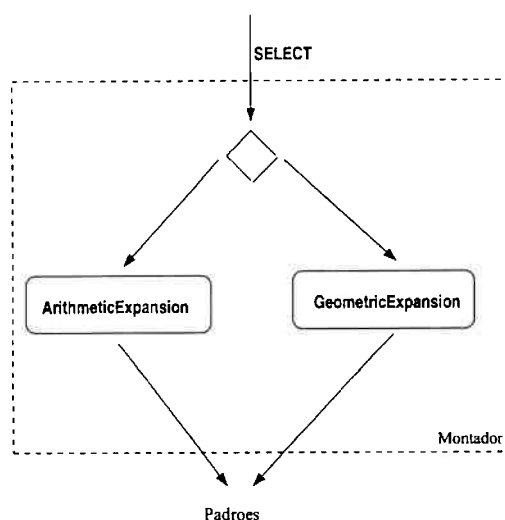 SELECT
ArithmeticExpansion
GeometricExpansion
Montador
Padroes